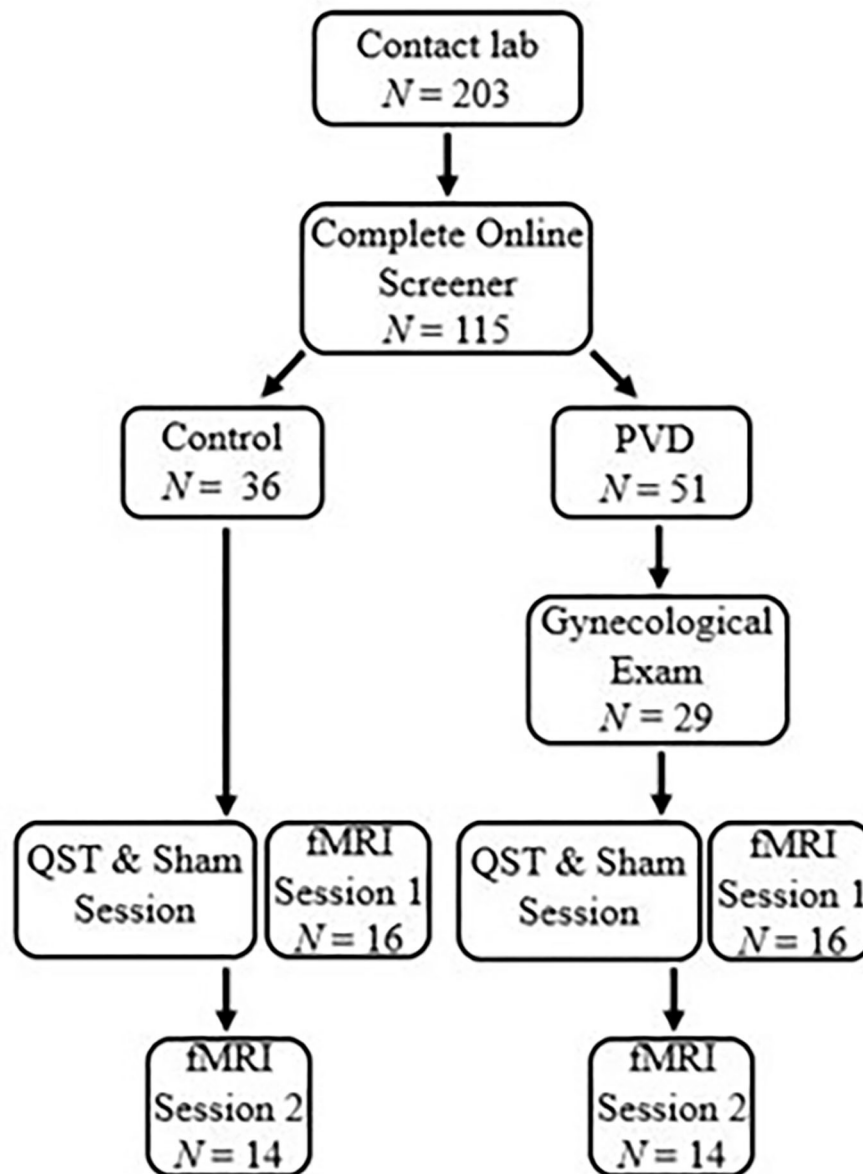 Contact lab
N = 203
Complete Online
Screener
N = 115
Control
N = 36
PVD
N = 51
Gynecological
Exam
N = 29
QST & Sham
Session
fMRI
Session 1
N = 16
QST & Sham
Session
fMRI
Session 1
N = 16
fMRI
Session 2
N = 14
fMRI
Session 2
N = 14